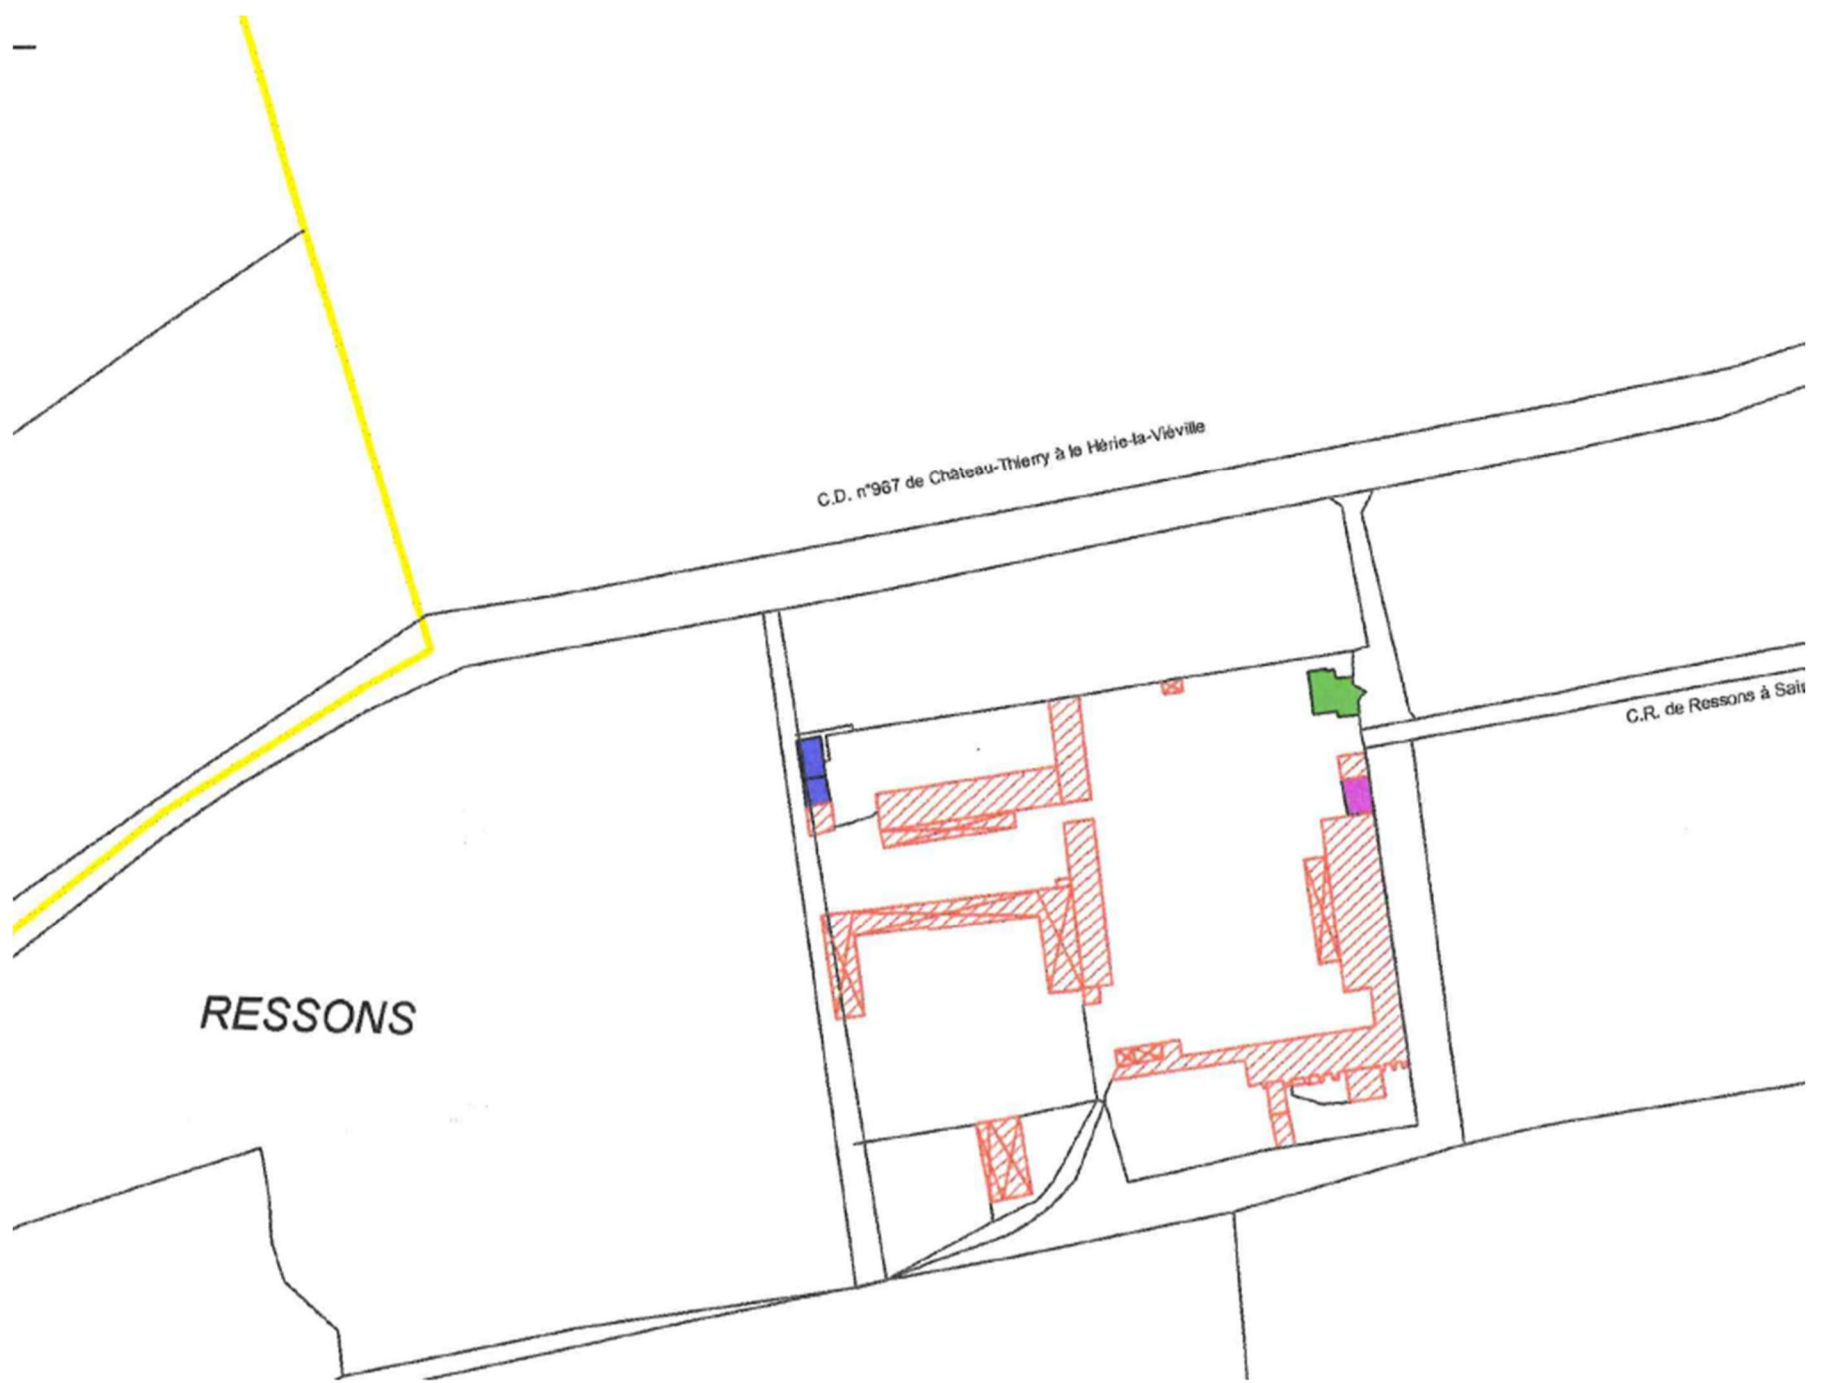 C.D. n°967 de Château-Thierry à le Hérie-la-Viéville
C.R. de Ressons à Sai
RESSONS